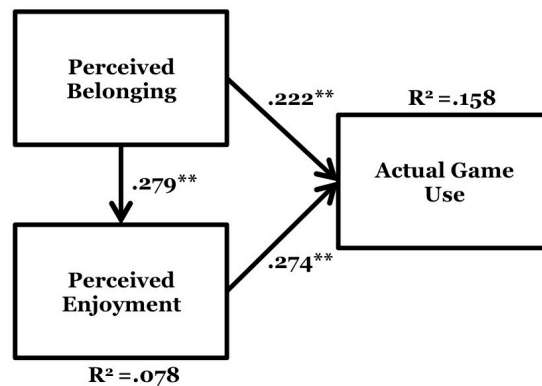 Perceived
Belonging
.222**
R² =.158
Actual Game
Use
.279**
Perceived
Enjoyment
.274**
R² =.078